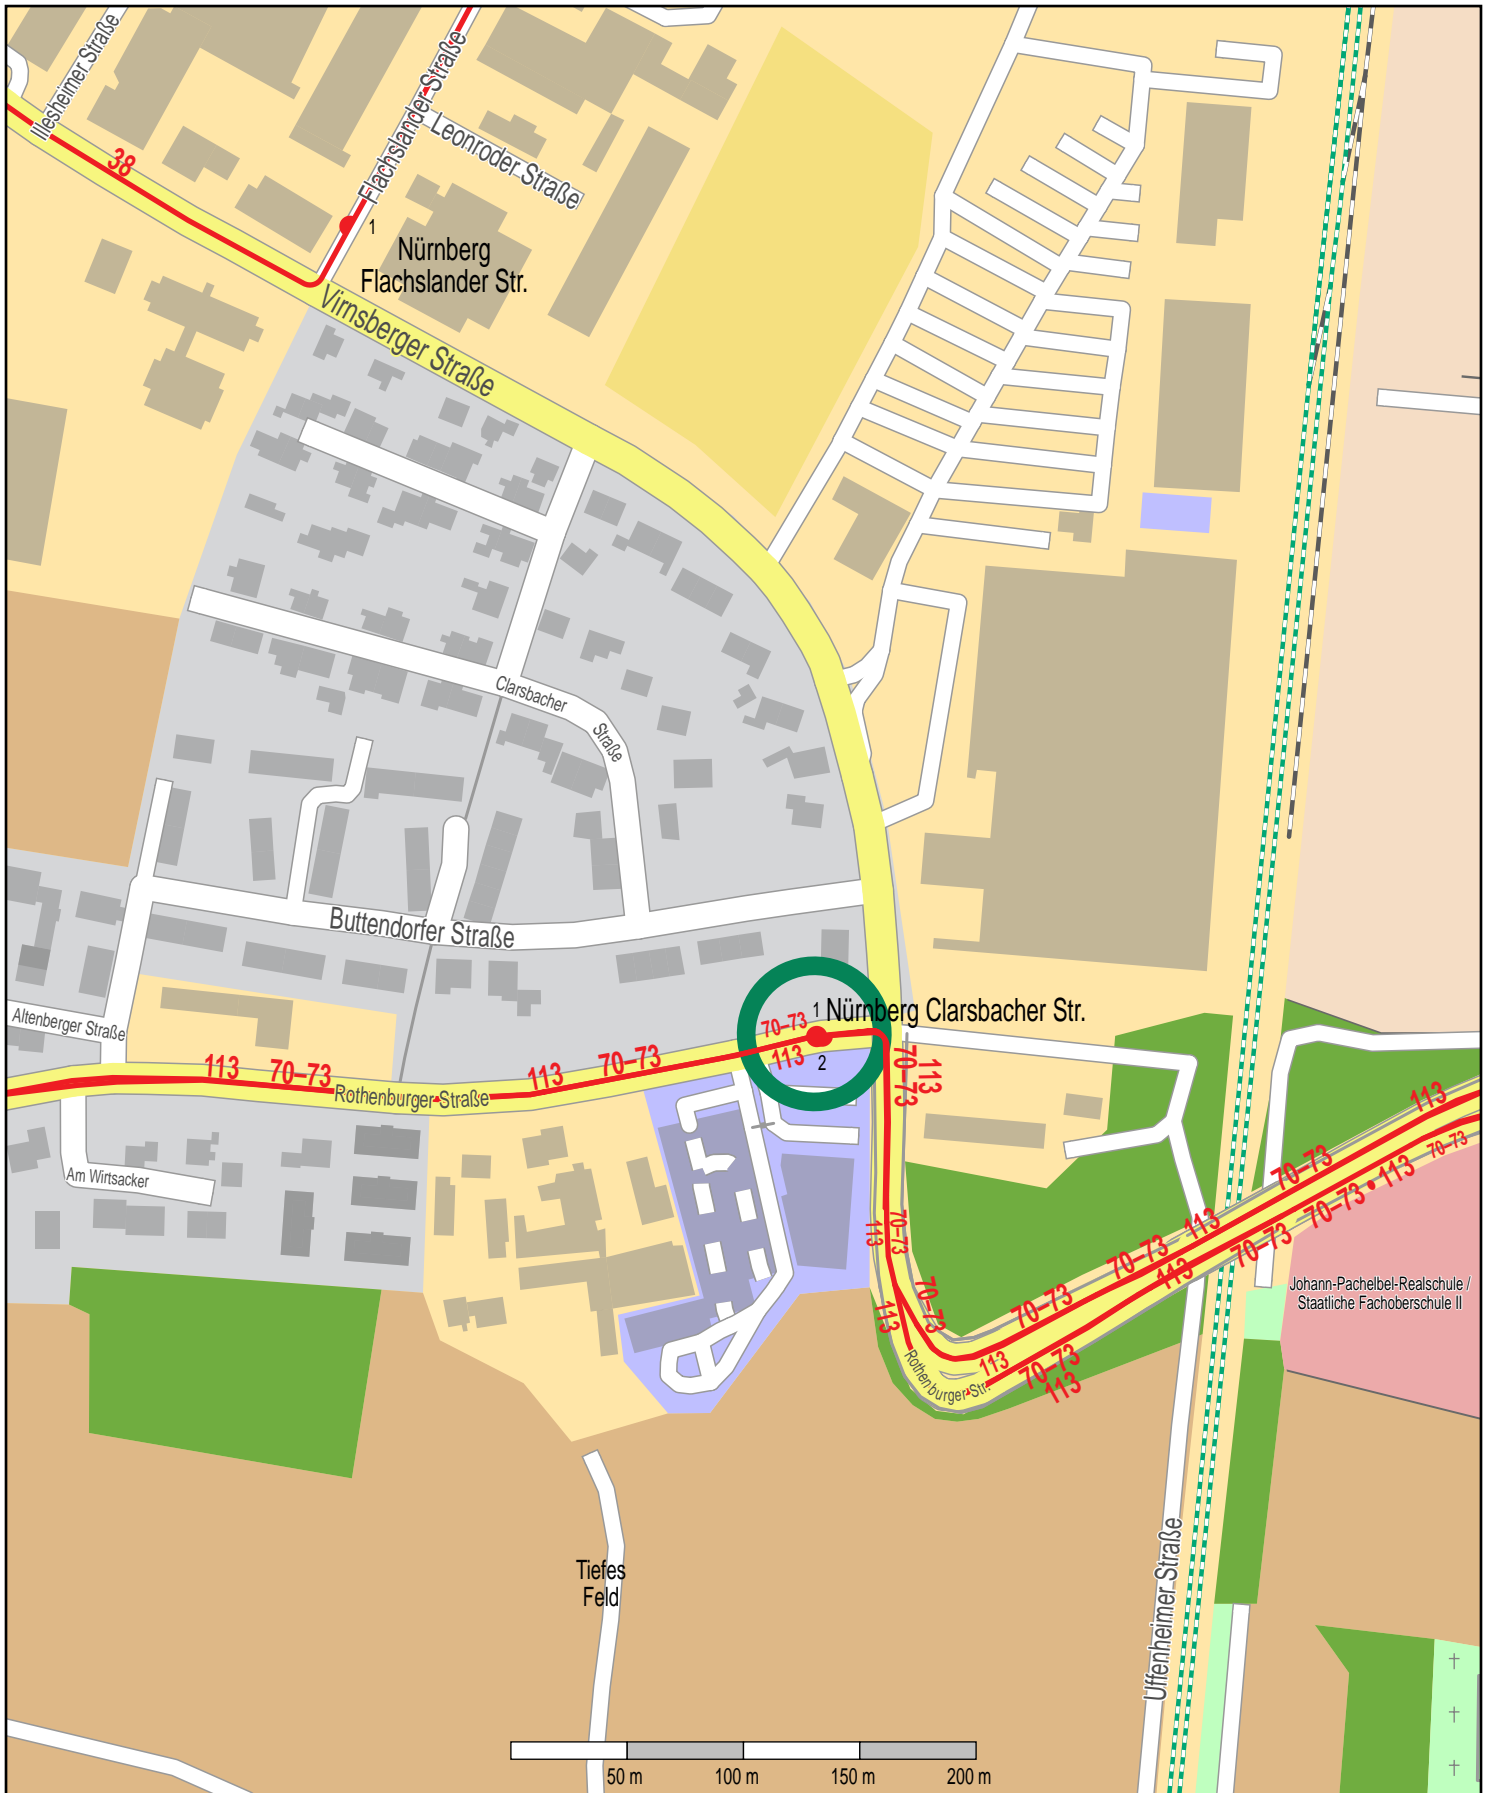 Illesheimer Straße
38
Flachslander Straße
Leonroder Straße
1
Nürnberg
Flachslander Str.
Virnsberger Straße
Clarsbacher
Straße
Buttendorfer Straße
Altenberger Straße
1
Nürnberg Clarsbacher Str.
70–73
113
2
113
70–73
Rothenburger Straße
113
70–73
70–73
113
Am Wirtsacker
113
70–73
113
70–73
113
70–73
Rothenburger Str.
113
70–73
113
70–73
113
70–73
113
70–73
113
70–73
70–73 • 113
70–73
113
Johann-Pachelbel-Realschule /
Staatliche Fachoberschule II
Tiefes
Feld
Uffenheimer Straße
50 m
100 m
150 m
200 m